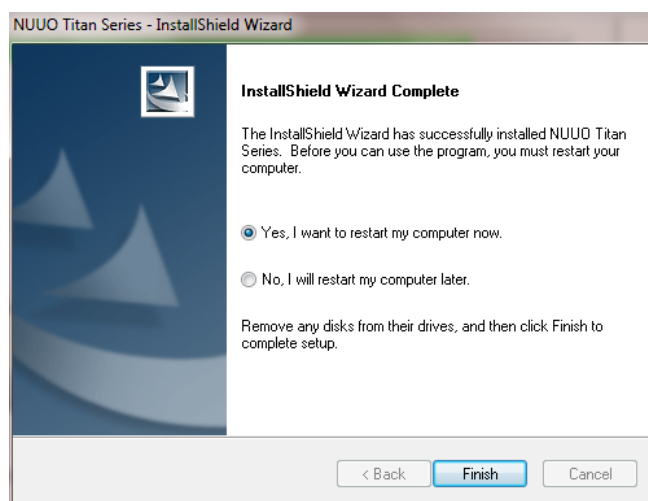 NUUO Titan Series - InstallShield Wizard
InstallShield Wizard Complete
The InstallShield Wizard has successfully installed NUUO Titan
Series.  Before you can use the program, you must restart your
computer.
Yes, I want to restart my computer now.
No, I will restart my computer later.
Remove any disks from their drives, and then click Finish to
complete setup.
< Back
Finish
Cancel